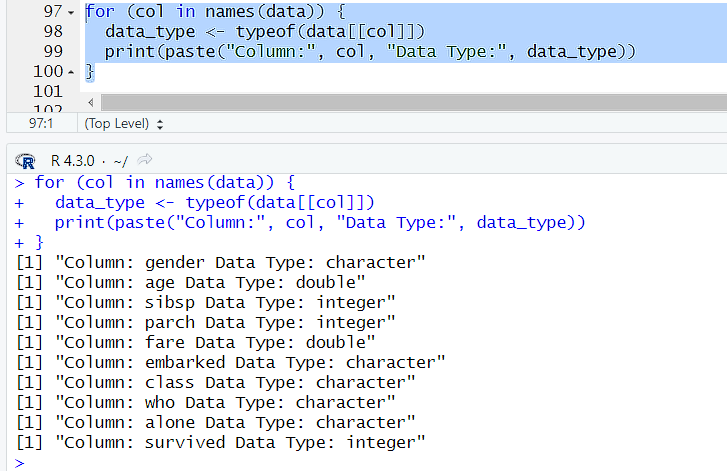 97 for (col in names(data)) {
98 data_type <- typeof(data[[col]])
99 print(paste("Column:", col, "Data Type:", data_type))
100 }
101
102
97:1 (Top Level)
R R 4.3.0 · ~/
> for (col in names(data)) {
+ data_type <- typeof(data[[col]])
+ print(paste("Column:", col, "Data Type:", data_type))
+ }
[1] "Column: gender Data Type: character"
[1] "Column: age Data Type: double"
[1] "Column: sibsp Data Type: integer"
[1] "Column: parch Data Type: integer"
[1] "Column: fare Data Type: double"
[1] "Column: embarked Data Type: character"
[1] "Column: class Data Type: character"
[1] "Column: who Data Type: character"
[1] "Column: alone Data Type: character"
[1] "Column: survived Data Type: integer"
>